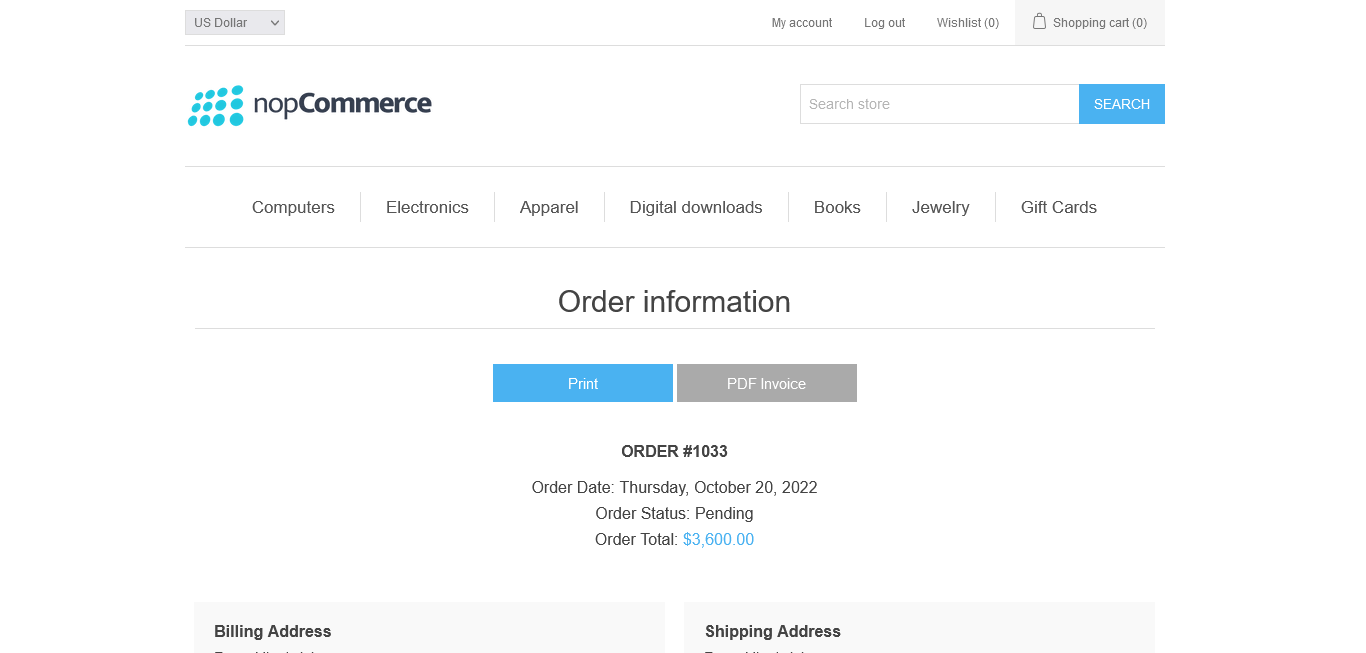 US Dollar
My account
Log out
Wishlist (0)
Shopping cart (0)
nopCommerce
Search store
SEARCH
Computers
Electronics
Apparel
Digital downloads
Books
Jewelry
Gift Cards
Order information
Print
PDF Invoice
ORDER #1033
Order Date: Thursday, October 20, 2022
Order Status: Pending
Order Total: $3,600.00
Billing Address
Shipping Address